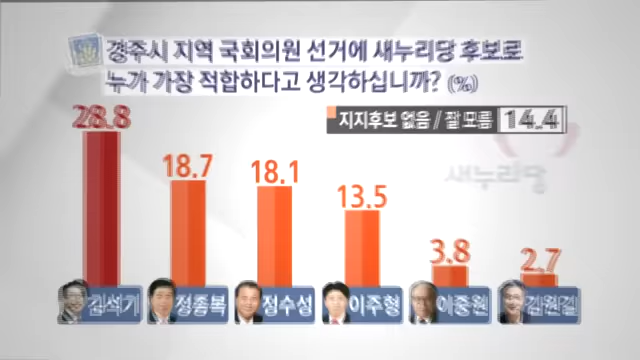 경주시 지역 국회의원 선거에 새누리당 후보로
누가 가장 적합하다고 생각하십니까? (%)
지지후보 없음 / 잘 모름 14.4
새누리당
28.8
18.7
18.1
13.5
3.8
2.7
김석기
정종복
정수성
이주형
이중원
김원길